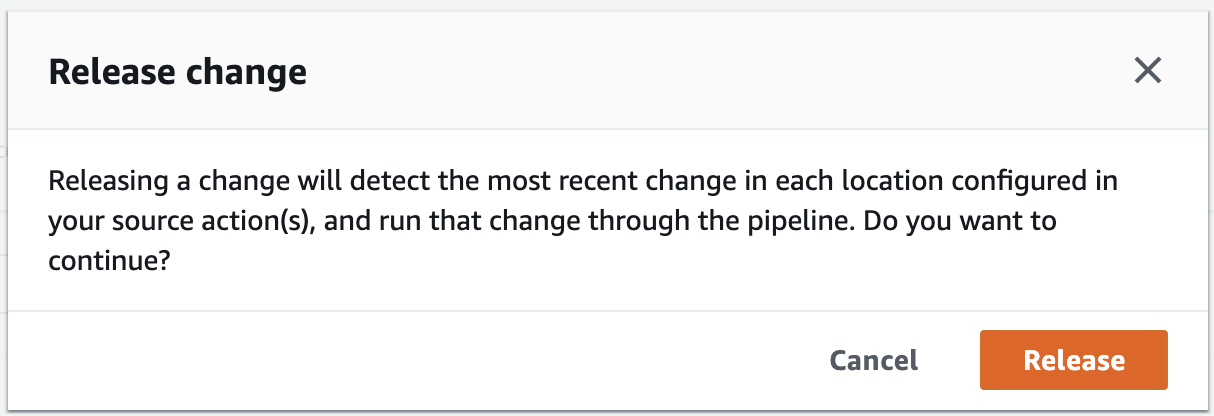 Release change
Releasing a change will detect the most recent change in each location configured in
your source action(s), and run that change through the pipeline. Do you want to
continue?
Cancel
Release